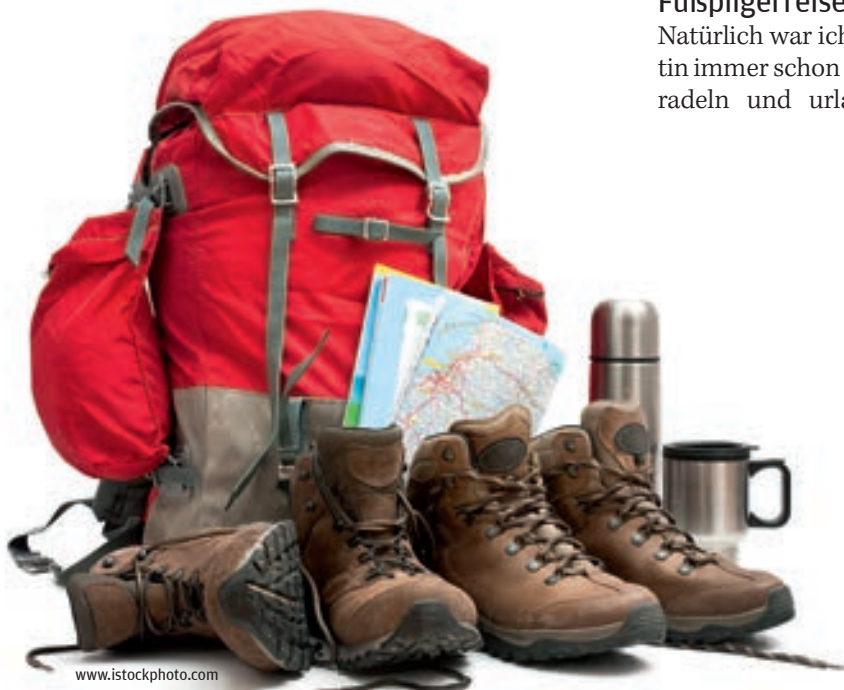 Fußpilgerreise
Natürlich war ich
tin immer schon
radeln und urla
www.istockphoto.com